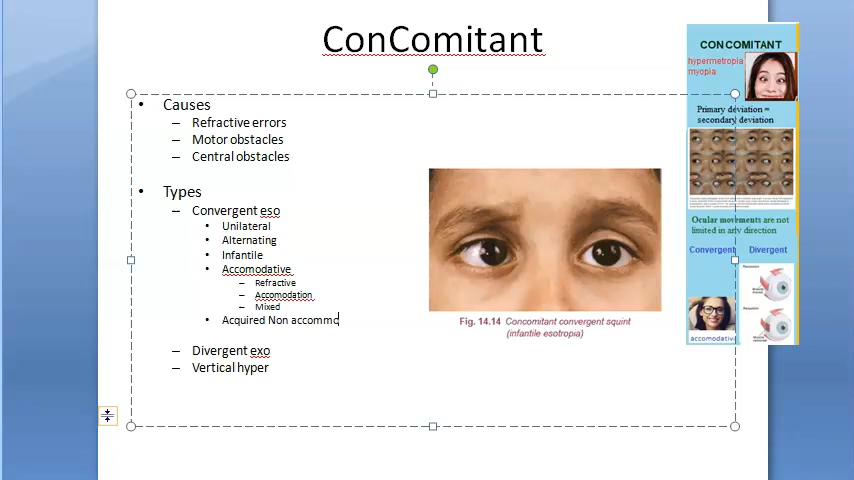 ConComitant
Causes
Refractive errors
Motor obstacles
Central obstacles
Types
Convergent eso
Unilateral
Alternating
Infantile
Accomodative
Refractive
Accomodation
Mixed
Acquired Non accommo
Divergent exo
Vertical hyper
Fig. 14.14 Concomitant convergent squint
(infantile esotropia)
CONCOMITANT
hypermetropia
myopia
Primary deviation =
secondary deviation
Ocular movements are not
limited in any direction
Convergent Divergent
accomodativ